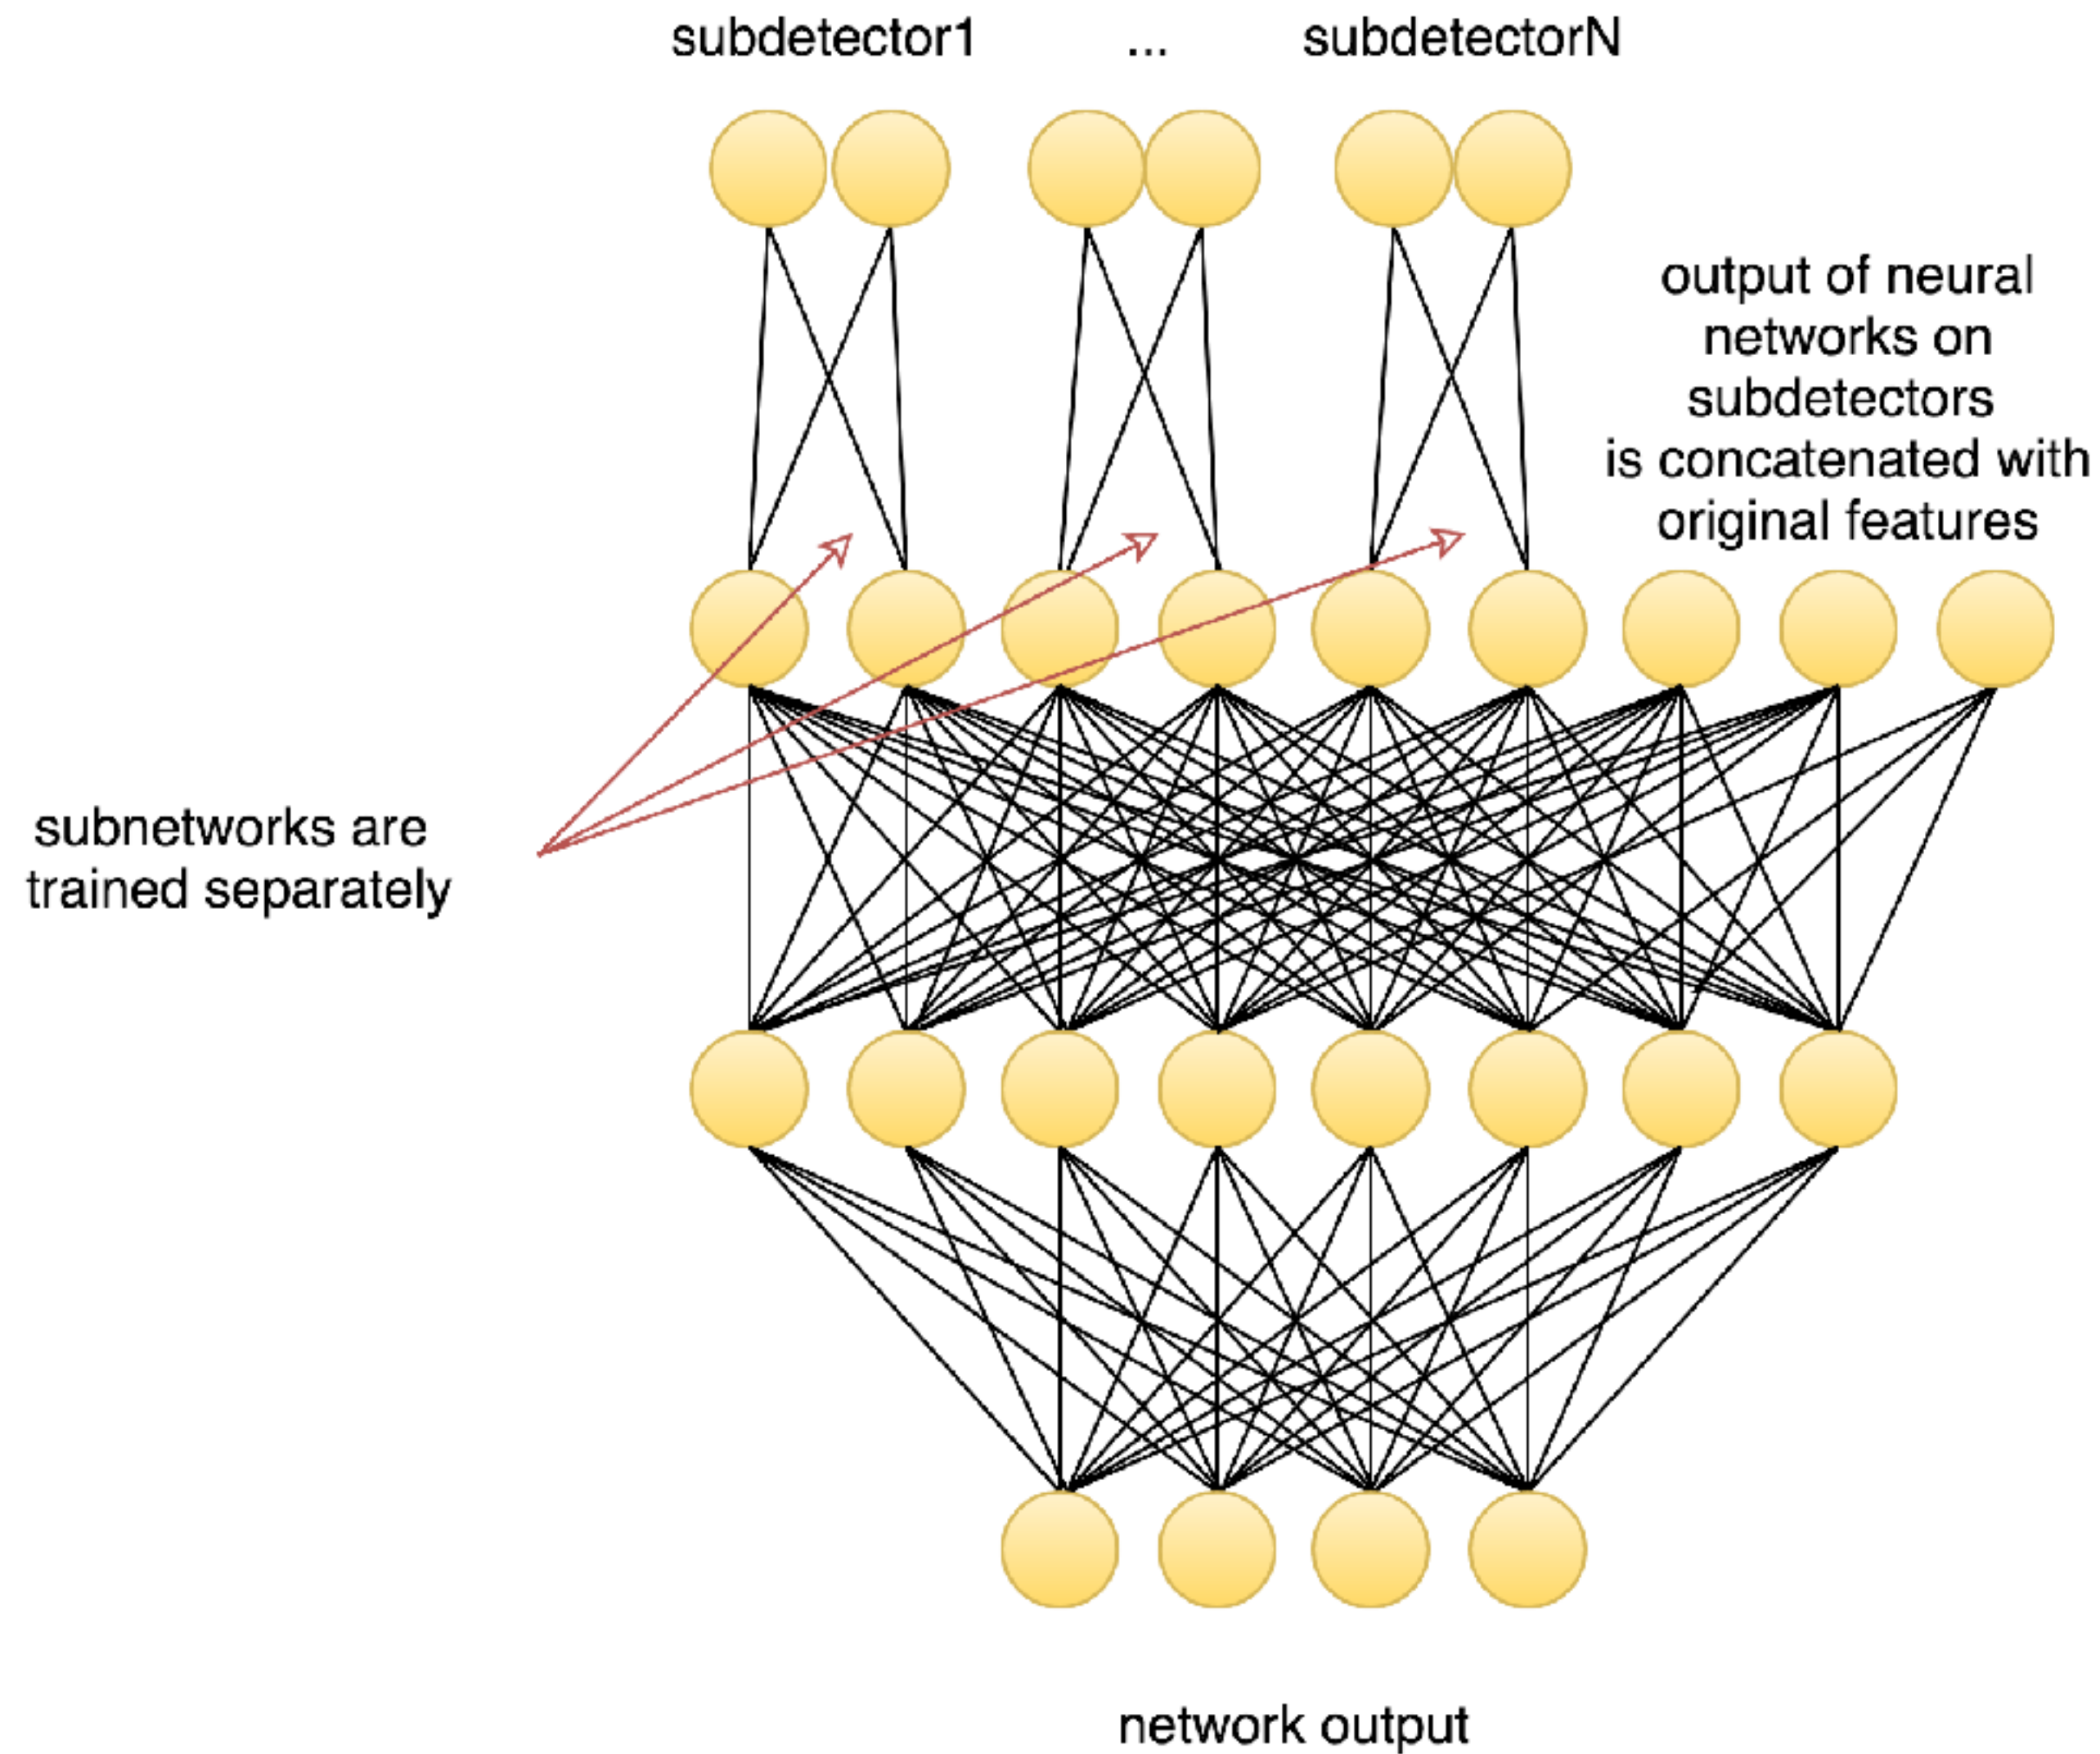 subdetector1 ... subdetectorN
output of neural
networks on
subdetectors
is concatenated with
original features
subnetworks are
trained separately
network output